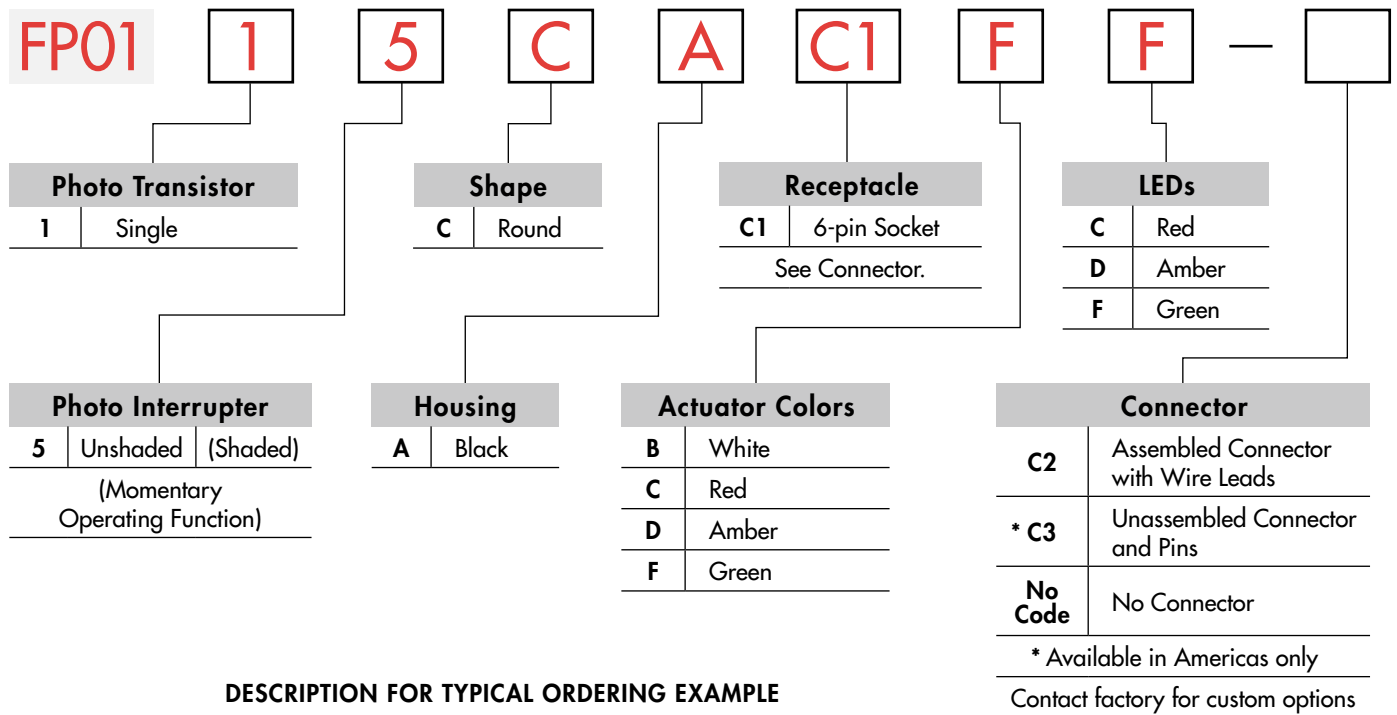 FP01 1 5 C A C1 F F —
Photo Transistor
1 Single
Shape
C Round
Receptacle
C1 6-pin Socket
See Connector.
LEDs
C Red
D Amber
F Green
Photo Interrupter
5 Unshaded (Shaded)
(Momentary
Operating Function)
Housing
A Black
Actuator Colors
B White
C Red
D Amber
F Green
Connector
C2 Assembled Connector
with Wire Leads
* C3 Unassembled Connector
and Pins
No
Code No Connector
* Available in Americas only
Contact factory for custom options
DESCRIPTION FOR TYPICAL ORDERING EXAMPLE